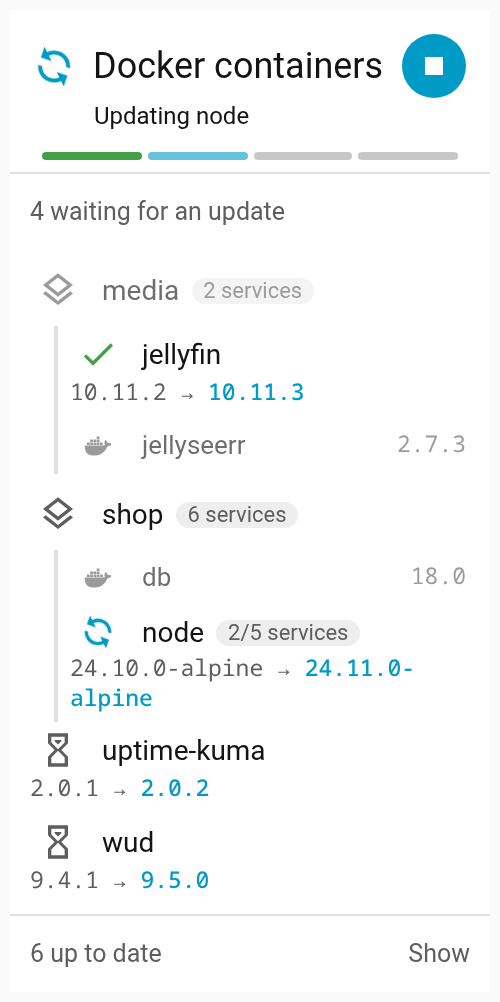 Docker containers
Updating node
4 waiting for an update
media 2 services
jellyfin
10.11.2 → 10.11.3
jellyseerr 2.7.3
shop 6 services
db 18.0
node 2/5 services
24.10.0-alpine → 24.11.0-
alpine
uptime-kuma
2.0.1 → 2.0.2
wud
9.4.1 → 9.5.0
6 up to date Show